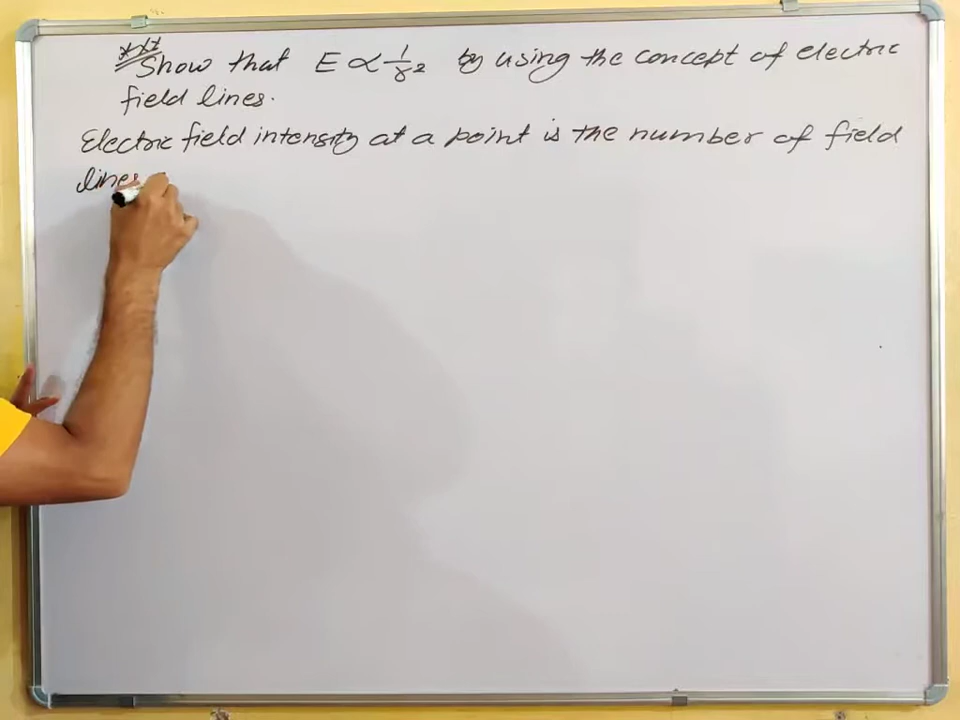 *** Show that E ∝ 1/r² by using the concept of electric
field lines.
Electric field intensity at a point is the number of field
lines